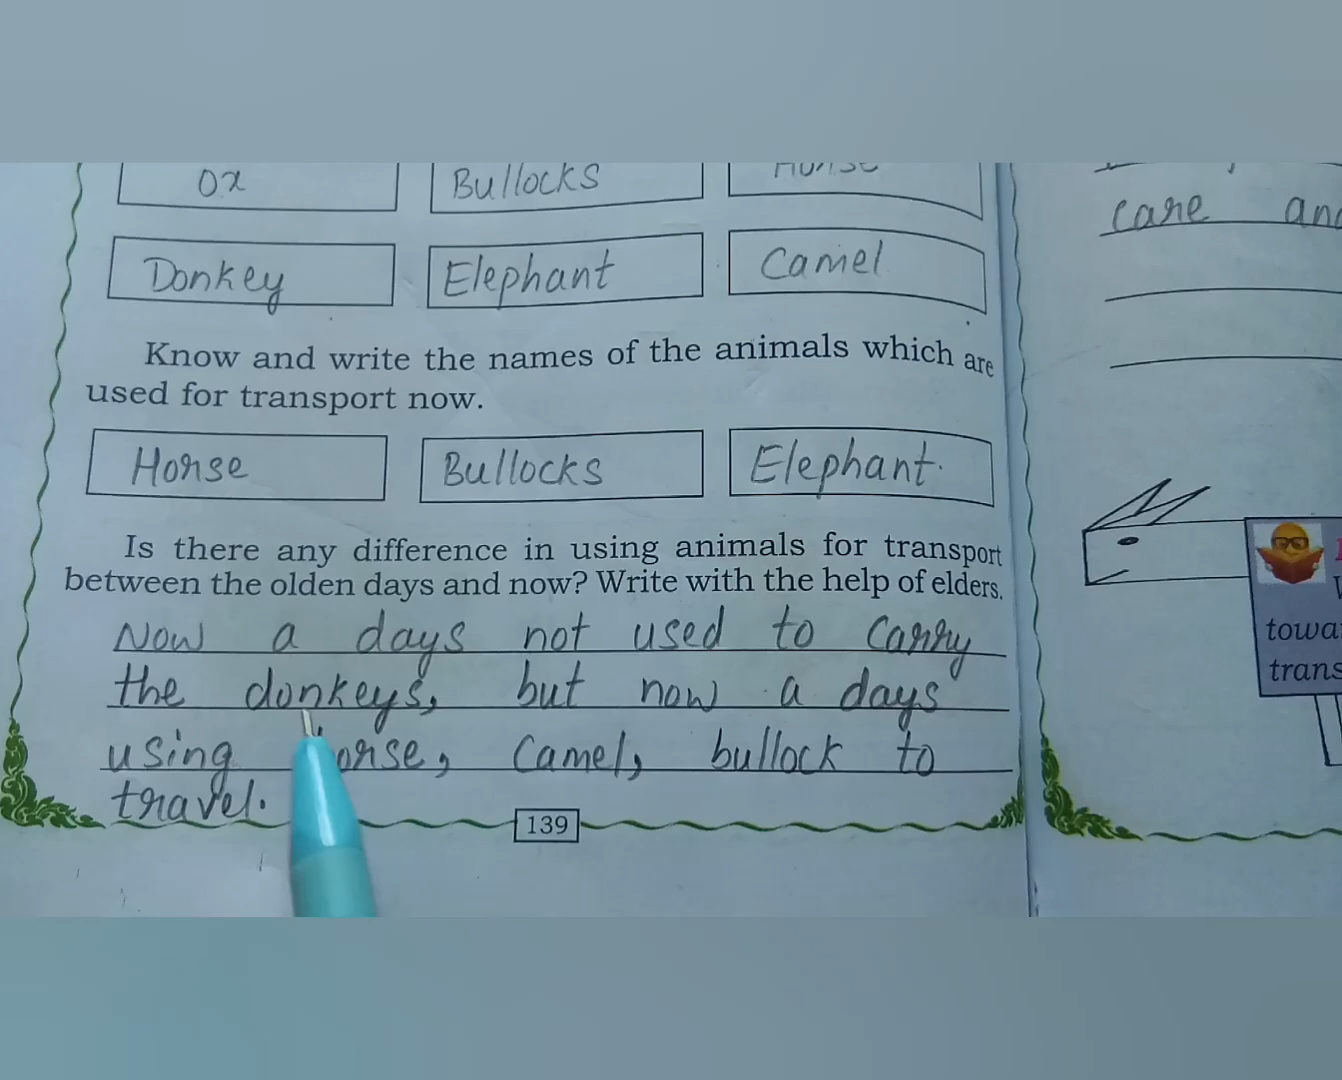 Ox Bullocks Horse
Donkey Elephant Camel
Know and write the names of the animals which are
used for transport now.
Horse Bullocks Elephant.
Is there any difference in using animals for transport
between the olden days and now? Write with the help of elders.
Now a days not used to carry
the donkeys, but now a days
using horse, camel, bullock to
travel.
139
care and
towa
trans